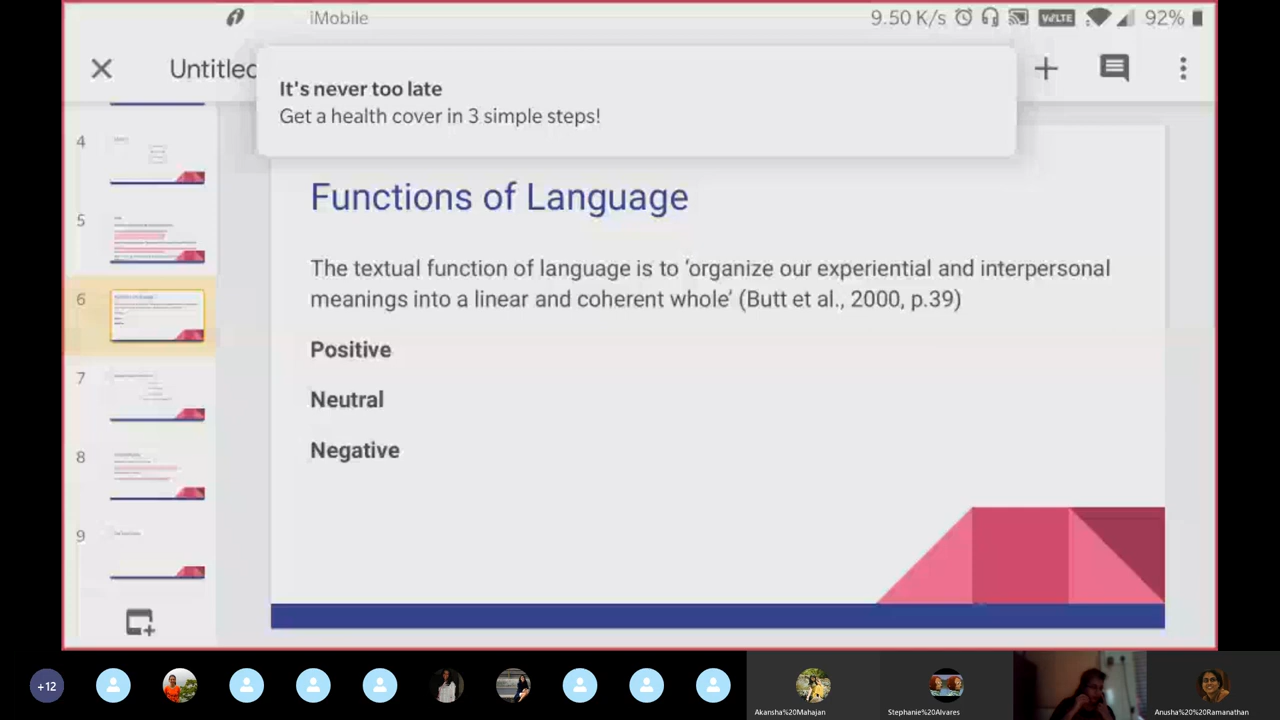 iMobile
9.50 K/s
VoLTE
92%
Untitled
It's never too late
Get a health cover in 3 simple steps!
4
5
6
7
8
9
Functions of Language
The textual function of language is to ‘organize our experiential and interpersonal
meanings into a linear and coherent whole’ (Butt et al., 2000, p.39)
Positive
Neutral
Negative
+12
Akansha%20Mahajan
Stephanie%20Alvares
Anusha%20%20Ramanathan